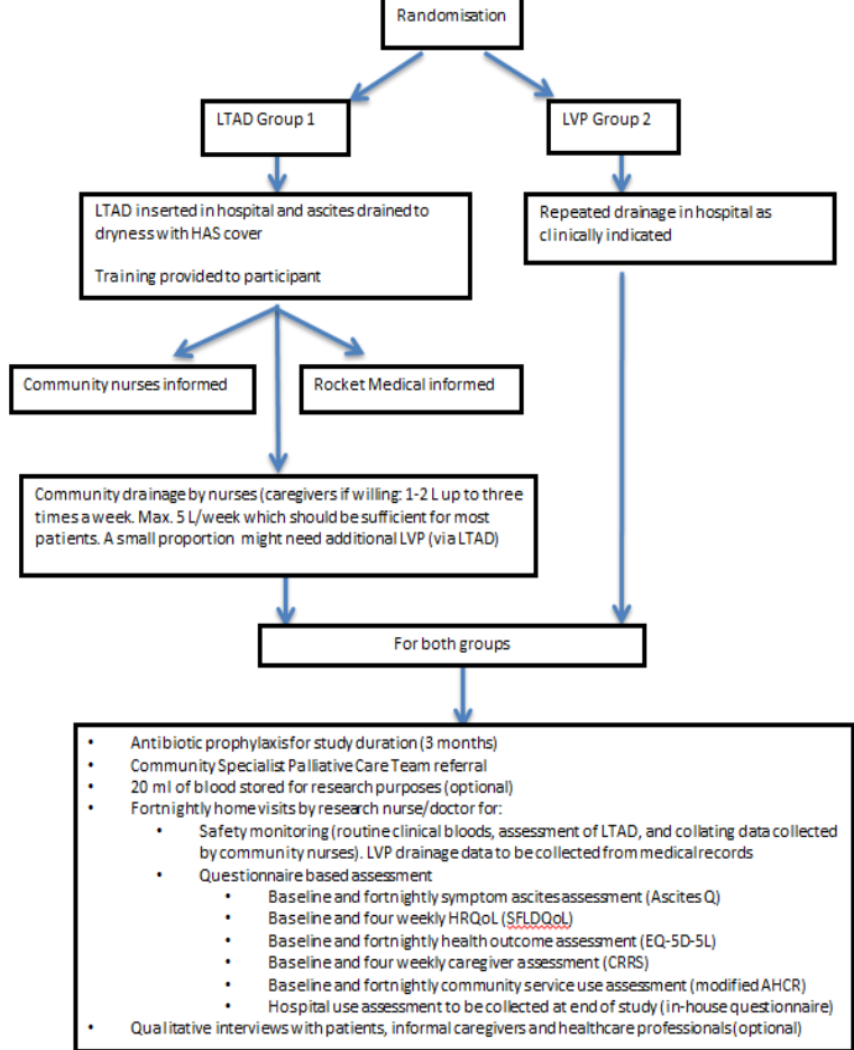 Randomisation
LTAD Group 1
LVP Group 2
LTAD inserted in hospital and ascites drained to
dryness with HAS cover
Training provided to participant
Repeated drainage in hospital as
clinically indicated
Community nurses informed
Rocket Medical informed
Community drainage by nurses (caregivers if willing: 1-2 L up to three
times a week. Max. 5 L/week which should be sufficient for most
patients. A small proportion might need additional LVP (via LTAD)
For both groups
• Antibiotic prophylaxis for study duration (3 months)
• Community Specialist Palliative Care Team referral
• 20 ml of blood stored for research purposes (optional)
• Fortnightly home visits by research nurse/doctor for:
• Safety monitoring (routine clinical bloods, assessment of LTAD, and collating data collected
by community nurses). LVP drainage data to be collected from medical records
• Questionnaire based assessment
• Baseline and fortnightly symptom ascites assessment (Ascites Q)
• Baseline and four weekly HRQoL (SFLDQoL)
• Baseline and fortnightly health outcome assessment (EQ-5D-5L)
• Baseline and four weekly caregiver assessment (CRRS)
• Baseline and fortnightly community service use assessment (modified AHCR)
• Hospital use assessment to be collected at end of study (in-house questionnaire)
• Qualitative interviews with patients, informal caregivers and healthcare professionals (optional)